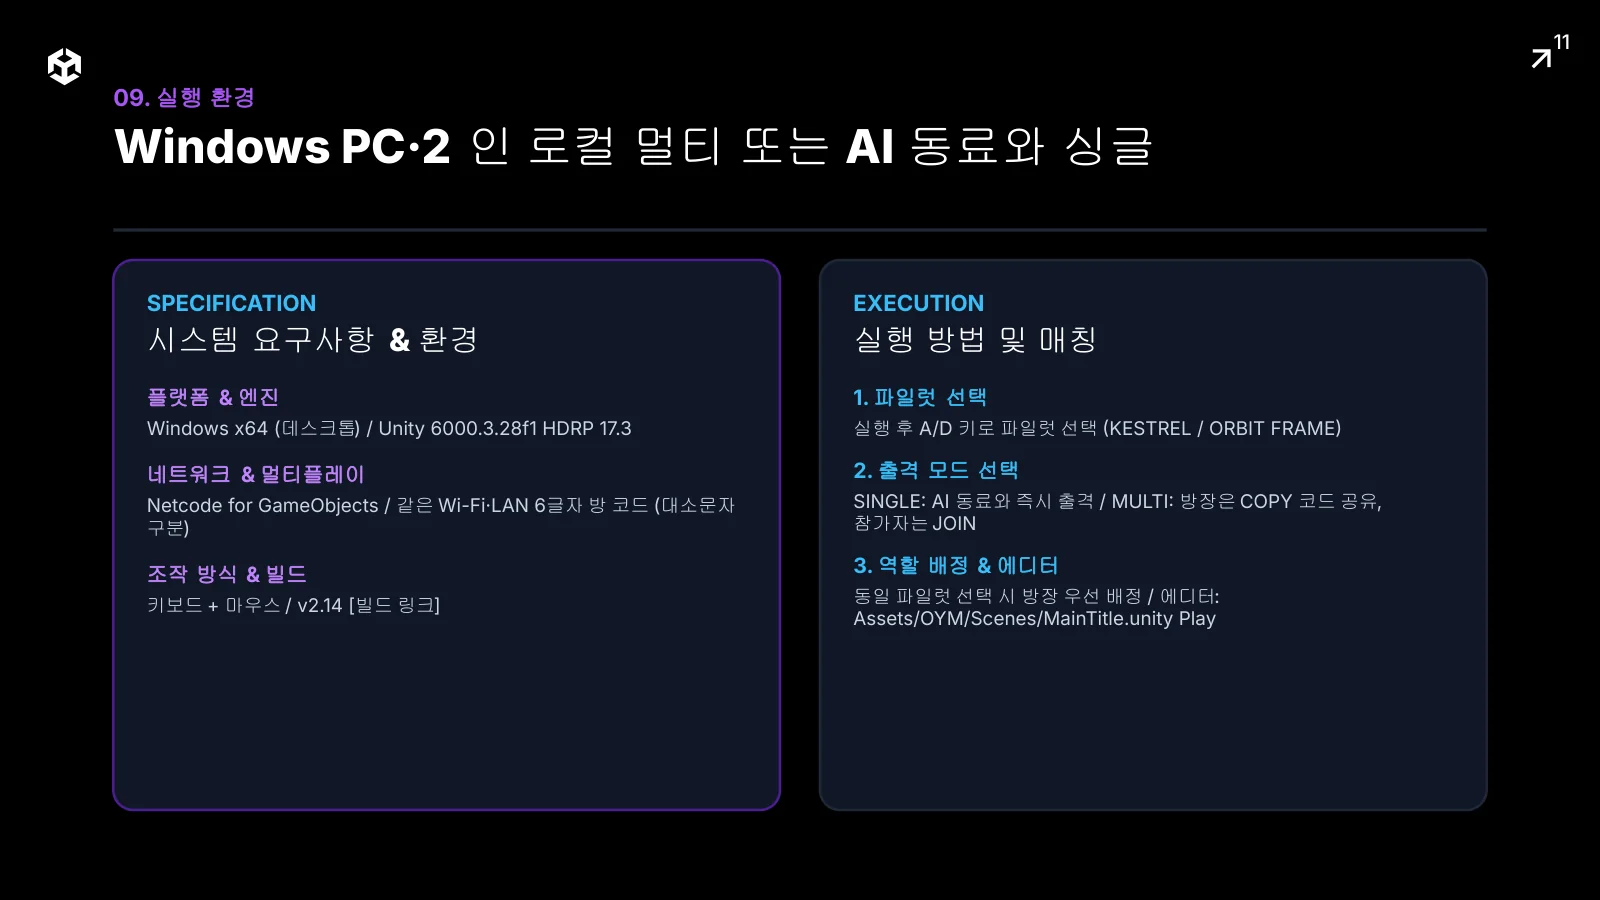 11
09. 실행 환경
Windows PC·2 인 로컬 멀티 또는 AI 동료와 싱글
SPECIFICATION
시스템 요구사항 & 환경
플랫폼 & 엔진
Windows x64 (데스크톱) / Unity 6000.3.28f1 HDRP 17.3
네트워크 & 멀티플레이
Netcode for GameObjects / 같은 Wi-Fi·LAN 6글자 방 코드 (대소문자
구분)
조작 방식 & 빌드
키보드 + 마우스 / v2.14 [빌드 링크]
EXECUTION
실행 방법 및 매칭
1. 파일럿 선택
실행 후 A/D 키로 파일럿 선택 (KESTREL / ORBIT FRAME)
2. 출격 모드 선택
SINGLE: AI 동료와 즉시 출격 / MULTI: 방장은 COPY 코드 공유,
참가자는 JOIN
3. 역할 배정 & 에디터
동일 파일럿 선택 시 방장 우선 배정 / 에디터:
Assets/OYM/Scenes/MainTitle.unity Play